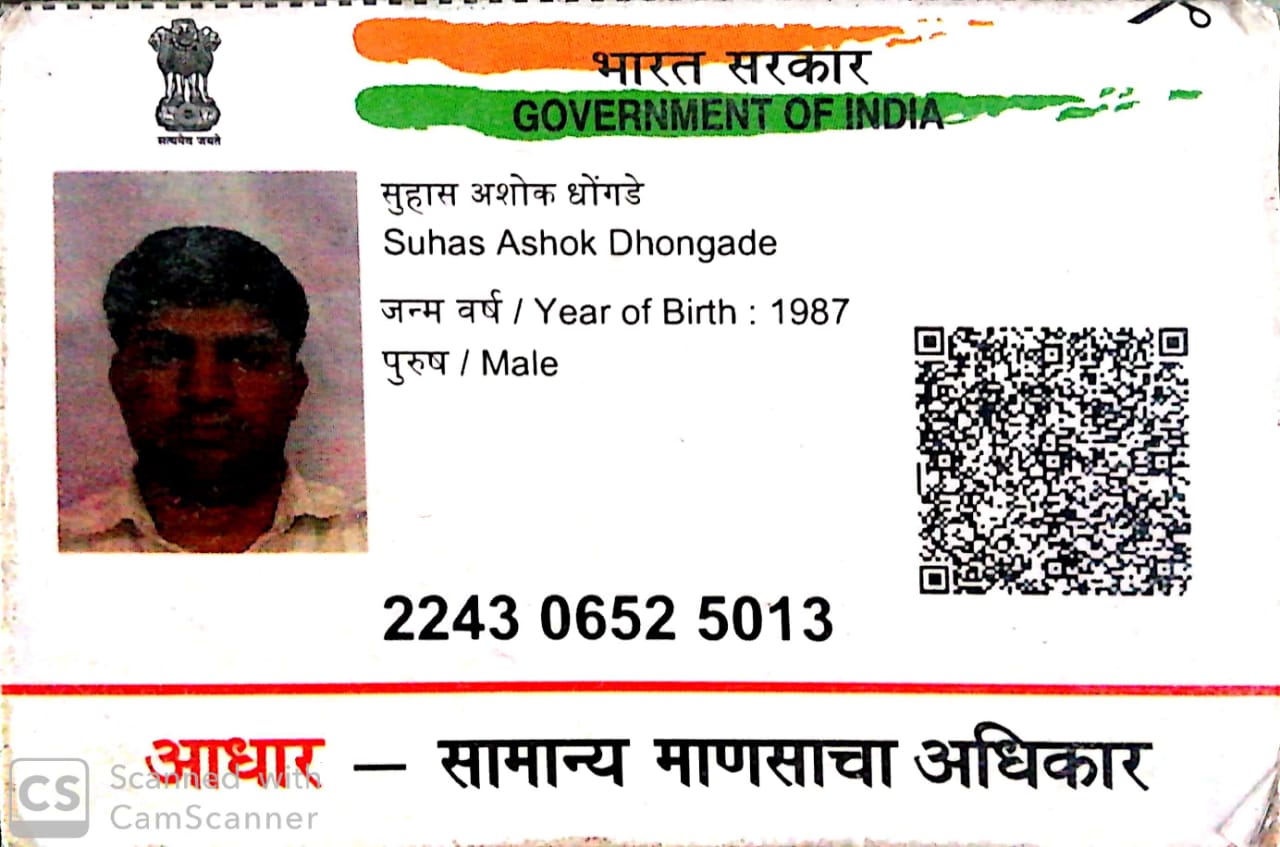 भारत सरकार
GOVERNMENT OF INDIA
सत्यमेव जयते
सुहास अशोक धोंगडे
Suhas Ashok Dhongade
जन्म वर्ष / Year of Birth : 1987
पुरुष / Male
2243 0652 5013
आधार – सामान्य माणसाचा अधिकार
CS Scanned with
CamScanner